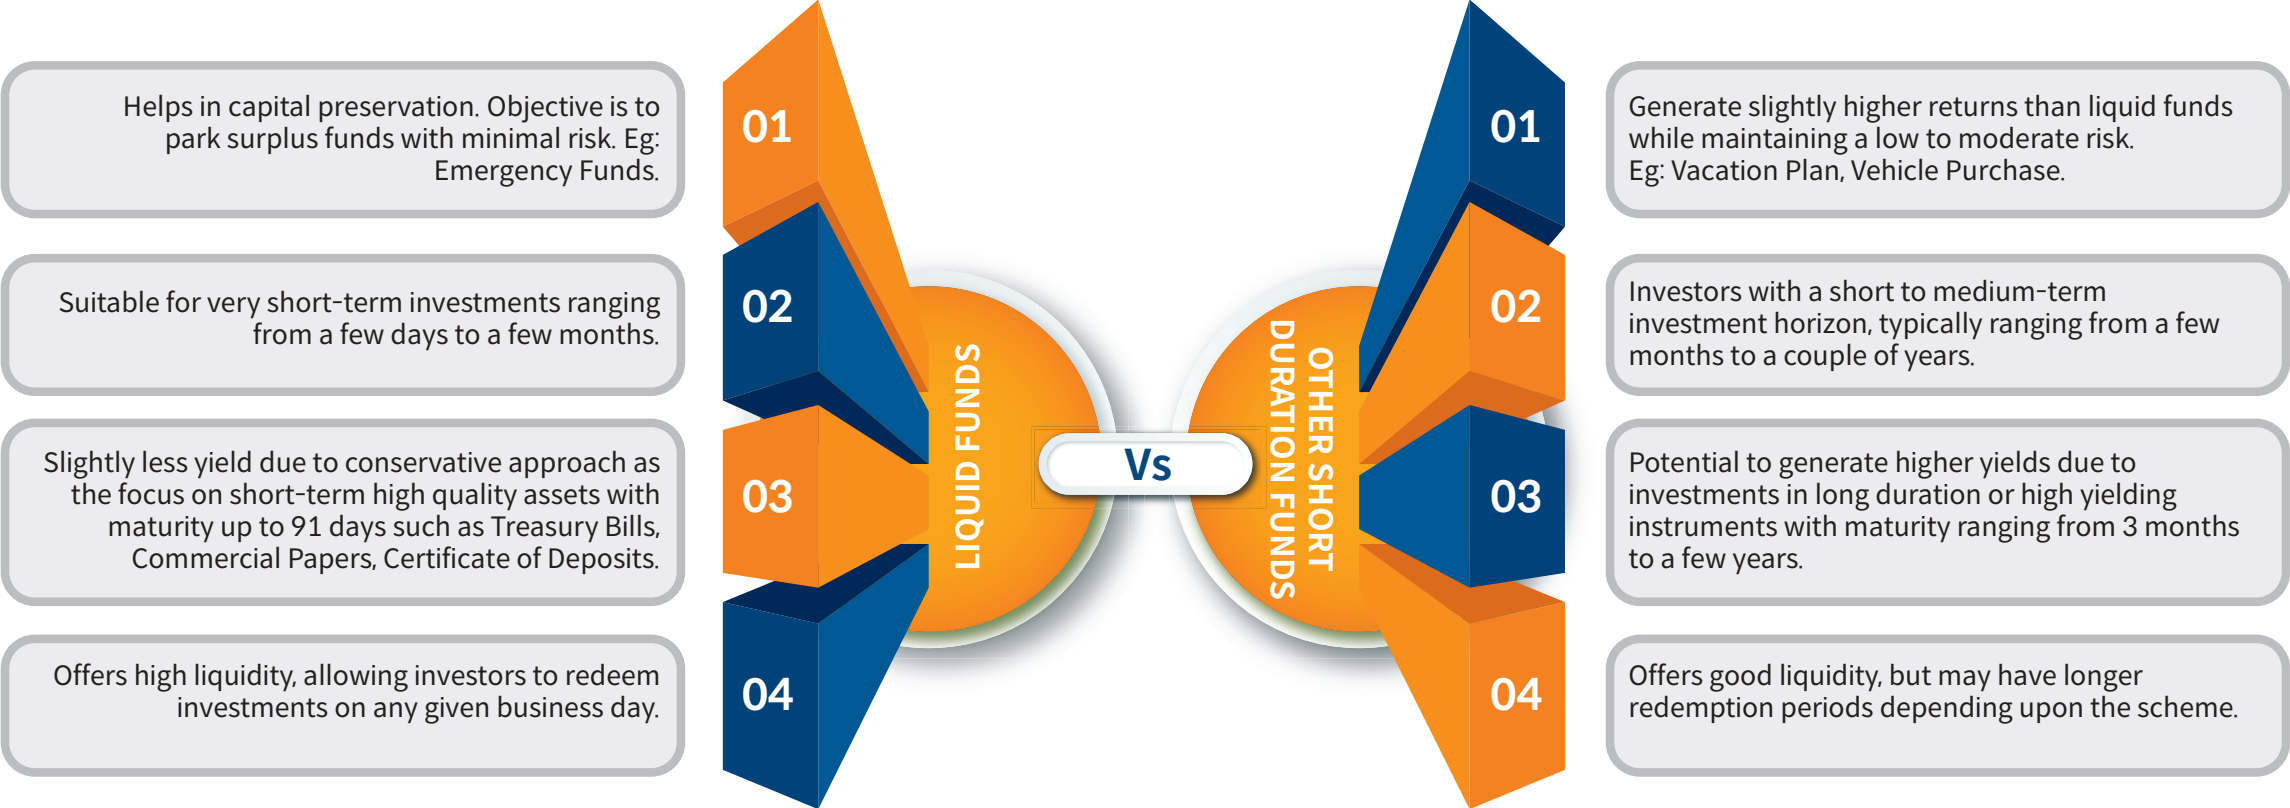 01
Helps in capital preservation. Objective is to
park surplus funds with minimal risk. Eg:
Emergency Funds.
02
Suitable for very short-term investments ranging
from a few days to a few months.
03
Slightly less yield due to conservative approach as
the focus on short-term high quality assets with
maturity up to 91 days such as Treasury Bills,
Commercial Papers, Certificate of Deposits.
04
Offers high liquidity, allowing investors to redeem
investments on any given business day.
LIQUID FUNDS
Vs
OTHER SHORT
DURATION FUNDS
01
Generate slightly higher returns than liquid funds
while maintaining a low to moderate risk.
Eg: Vacation Plan, Vehicle Purchase.
02
Investors with a short to medium-term
investment horizon, typically ranging from a few
months to a couple of years.
03
Potential to generate higher yields due to
investments in long duration or high yielding
instruments with maturity ranging from 3 months
to a few years.
04
Offers good liquidity, but may have longer
redemption periods depending upon the scheme.